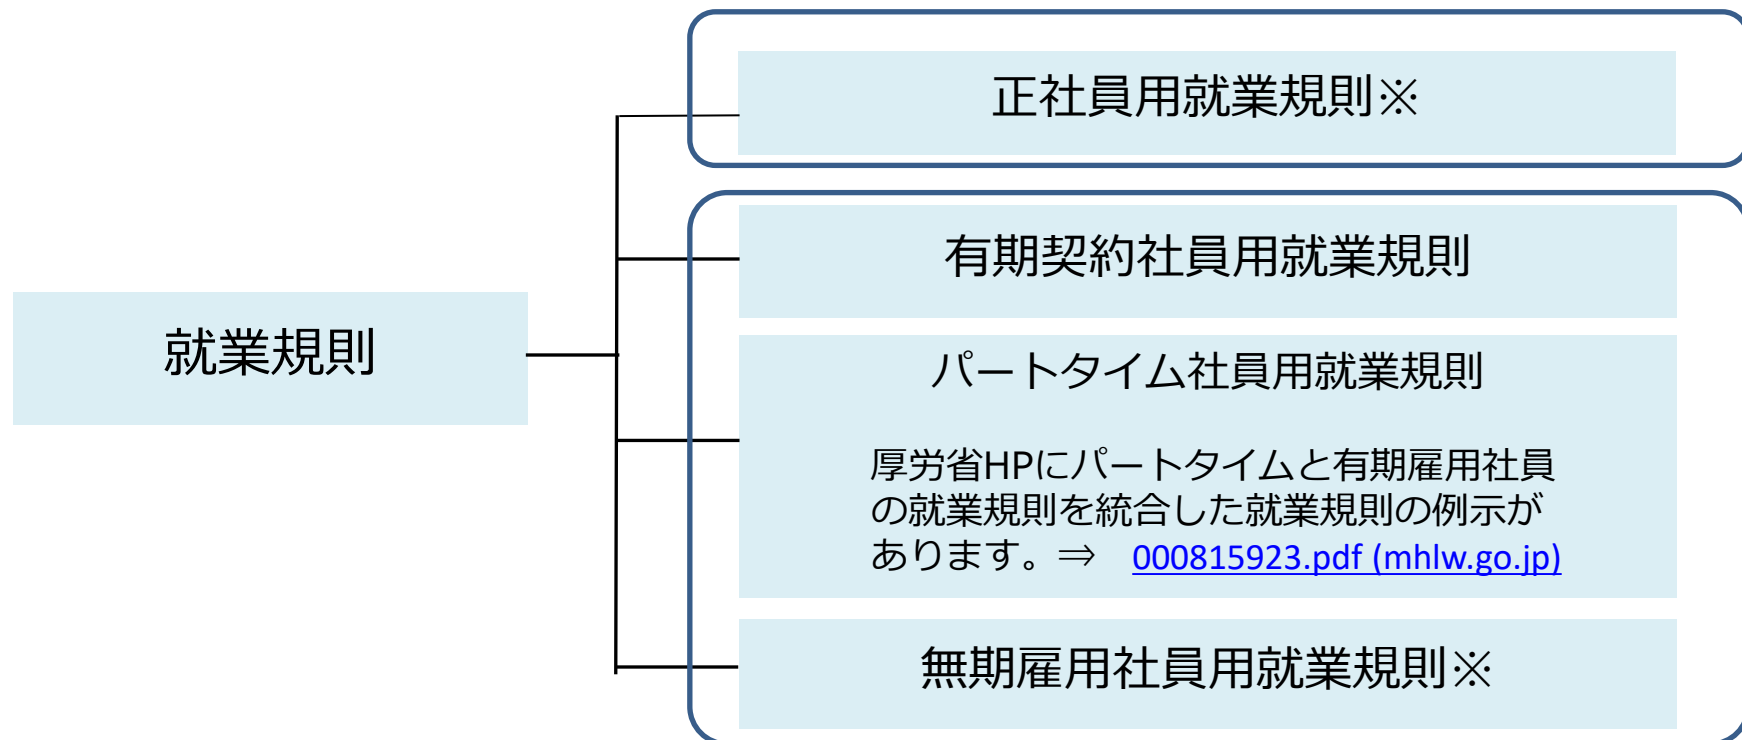 正社員用就業規則※
有期契約社員用就業規則
就業規則
パートタイム社員用就業規則
厚労省HPにパートタイムと有期雇用社員
の就業規則を統合した就業規則の例示が
あります。⇒　000815923.pdf (mhlw.go.jp)
無期雇用社員用就業規則※